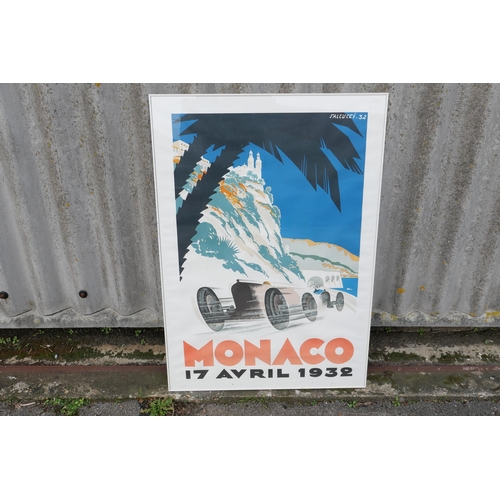 FALCUCCI. 32
MONACO
17 AVRIL 1932